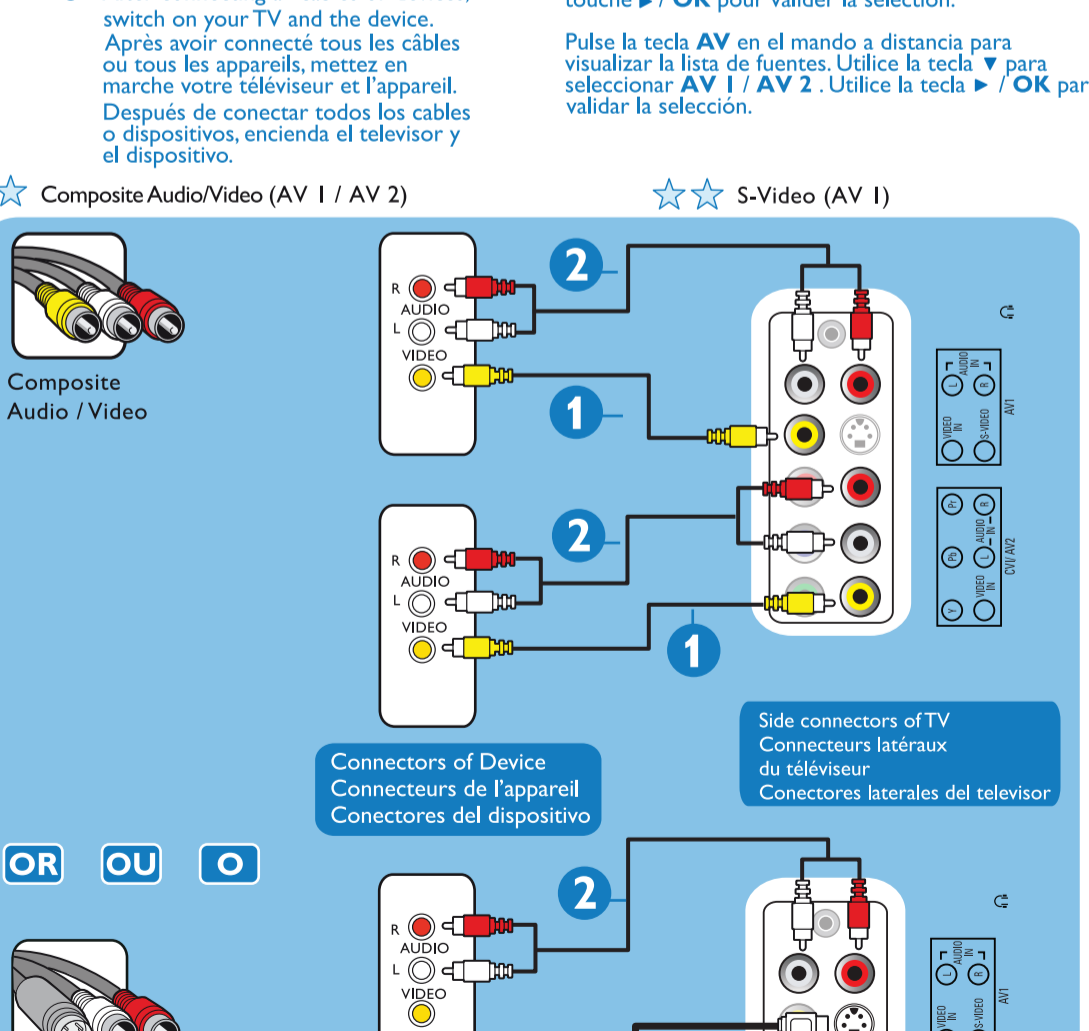 switch on your TV and the device.
Après avoir connecté tous les câbles
ou tous les appareils, mettez en
marche votre téléviseur et l'appareil.
Después de conectar todos los cables
o dispositivos, encienda el televisor y
el dispositivo.
touche ►/ OK pour valider la sélection.
Pulse la tecla AV en el mando a distancia para
visualizar la lista de fuentes. Utilice la tecla ▼ para
seleccionar AV 1 / AV 2 . Utilice la tecla ► / OK par
validar la selección.
Composite Audio/Video (AV 1 / AV 2)
S-Video (AV 1)
Composite
Audio / Video
R
AUDIO
L
VIDEO
2
1
L
AUDIO
IN
R
VIDEO
IN
S-VIDEO
AV1
R
AUDIO
L
VIDEO
2
1
Pr
Pb
Y
R
AUDIO
IN
L
VIDEO
IN
CVI/ AV2
Connectors of Device
Connecteurs de l'appareil
Conectores del dispositivo
Side connectors of TV
Connecteurs latéraux
du téléviseur
Conectores laterales del televisor
OR
OU
O
R
AUDIO
L
VIDEO
2
L
AUDIO
IN
R
VIDEO
IN
S-VIDEO
AV1